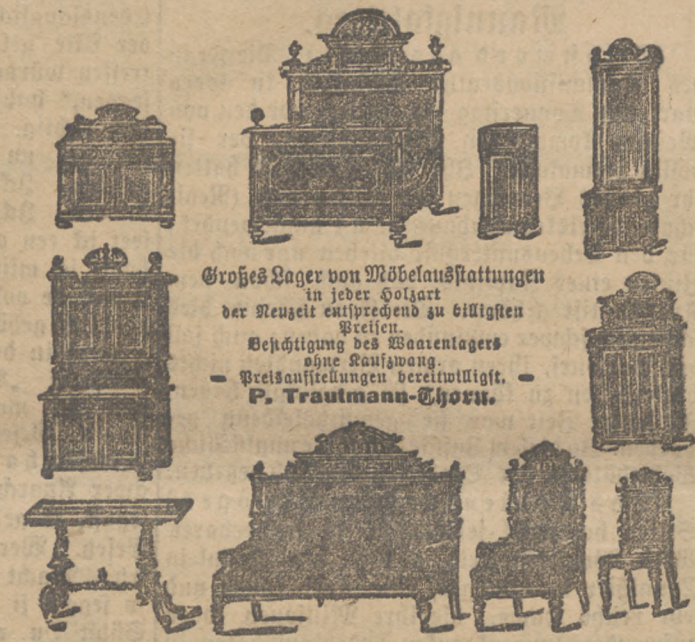 Großes Lager von Möbelausstattungen
in jeder Holzart
der Neuzeit entsprechend zu billigsten
Preisen.
Besichtigung des Waarenlagers
ohne Kaufzwang.
Preisaufstellungen bereitwilligst.
P. Trautmann-Thorn.